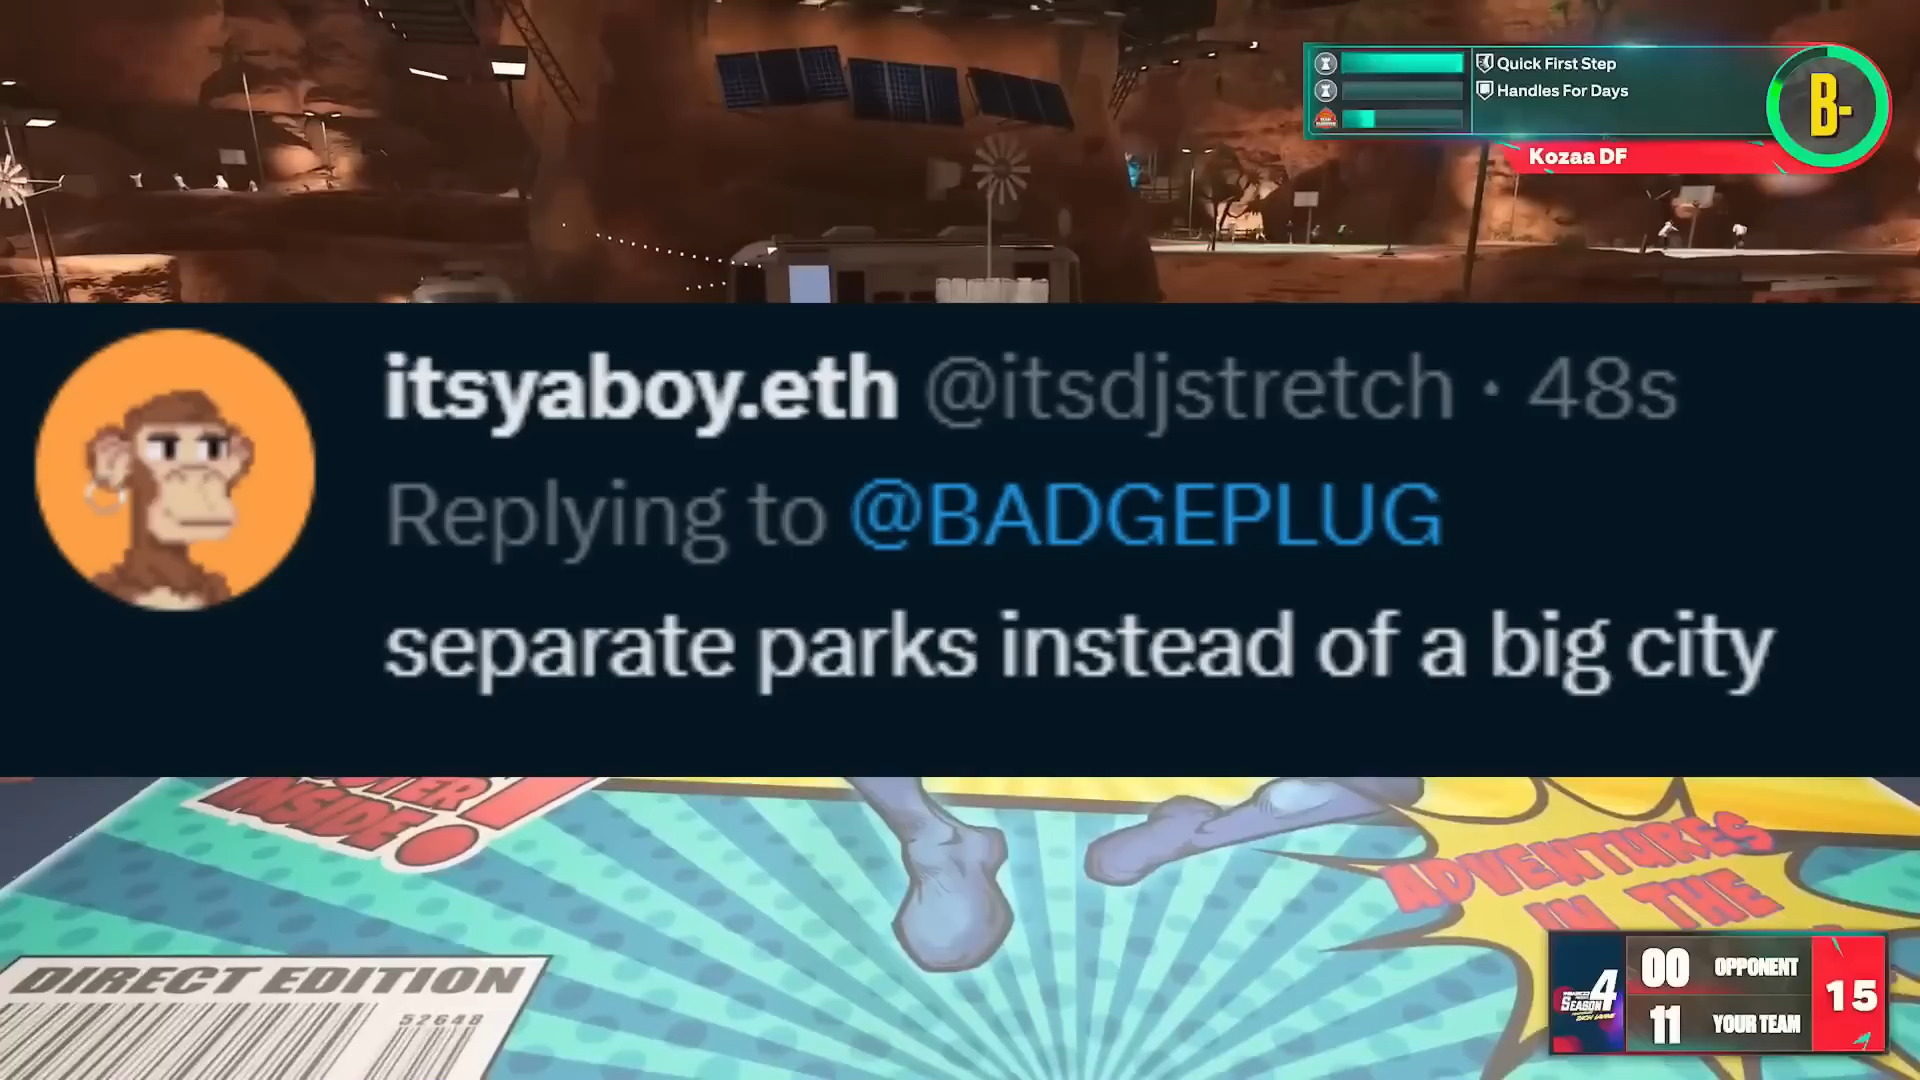 Quick First Step
Handles For Days
B-
Kozaa DF
itsyaboy.eth @itsdjstretch · 48s
Replying to @BADGEPLUG
separate parks instead of a big city
INSIDE!
ADVENTURES
IN THE
DIRECT EDITION
52648
SEASON 4
00 OPPONENT
11 YOUR TEAM
15